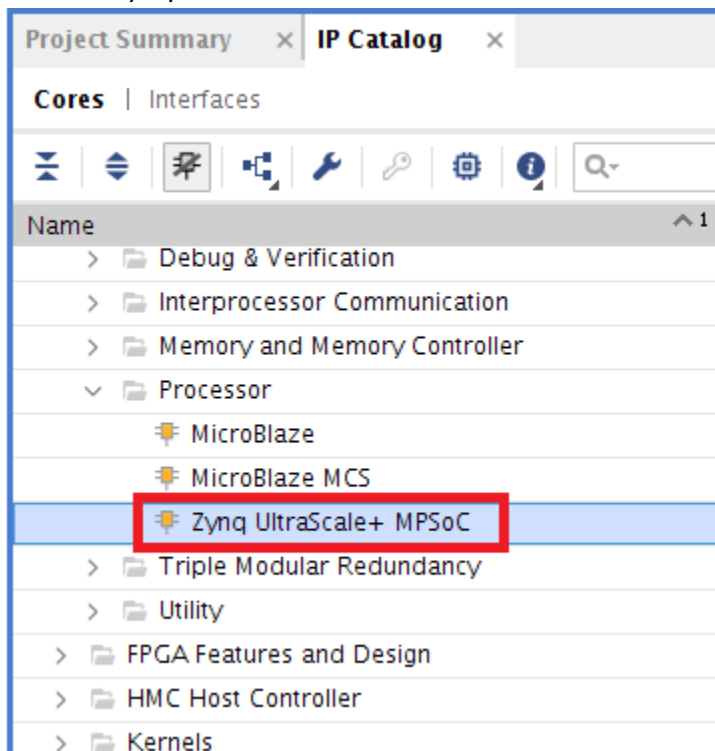 Project Summary × IP Catalog ×
Cores | Interfaces
Name 1
Debug & Verification
Interprocessor Communication
Memory and Memory Controller
Processor
MicroBlaze
MicroBlaze MCS
Zynq UltraScale+ MPSoC
Triple Modular Redundancy
Utility
FPGA Features and Design
HMC Host Controller
Kernels